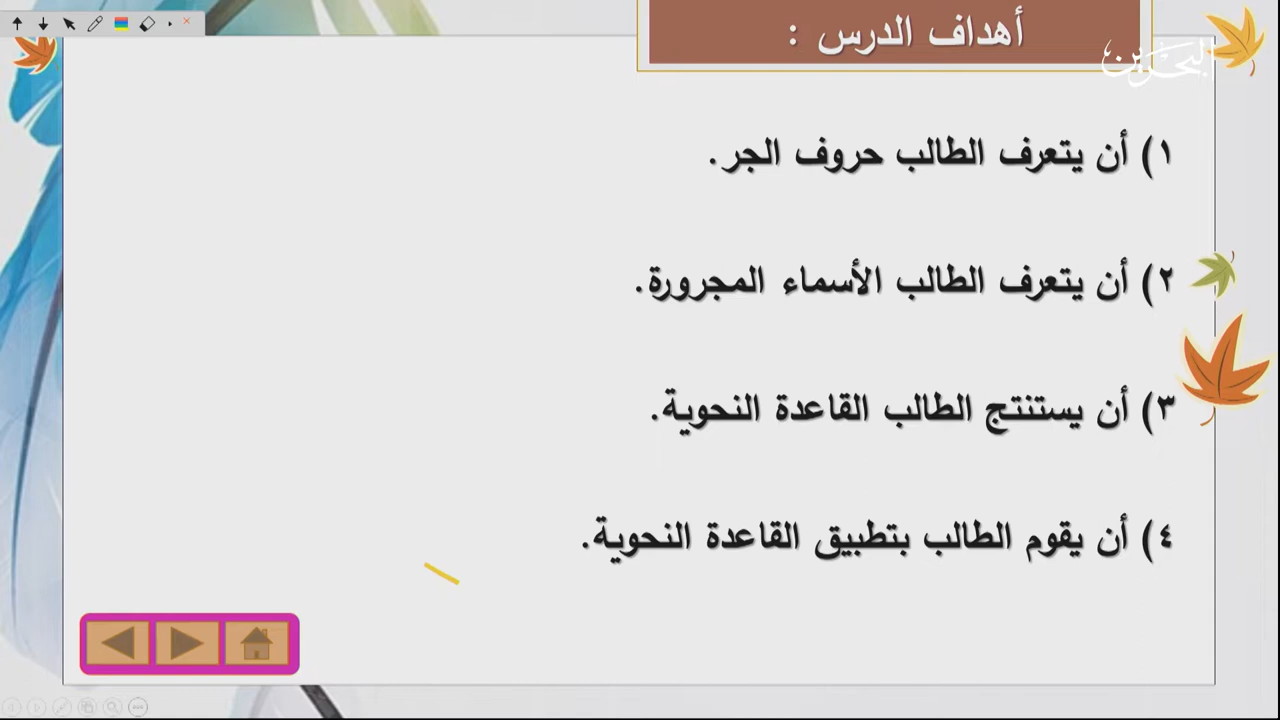 أهداف الدرس :
البحرين
١) أن يتعرف الطالب حروف الجر.
٢) أن يتعرف الطالب الأسماء المجرورة.
٣) أن يستنتج الطالب القاعدة النحوية.
٤) أن يقوم الطالب بتطبيق القاعدة النحوية.